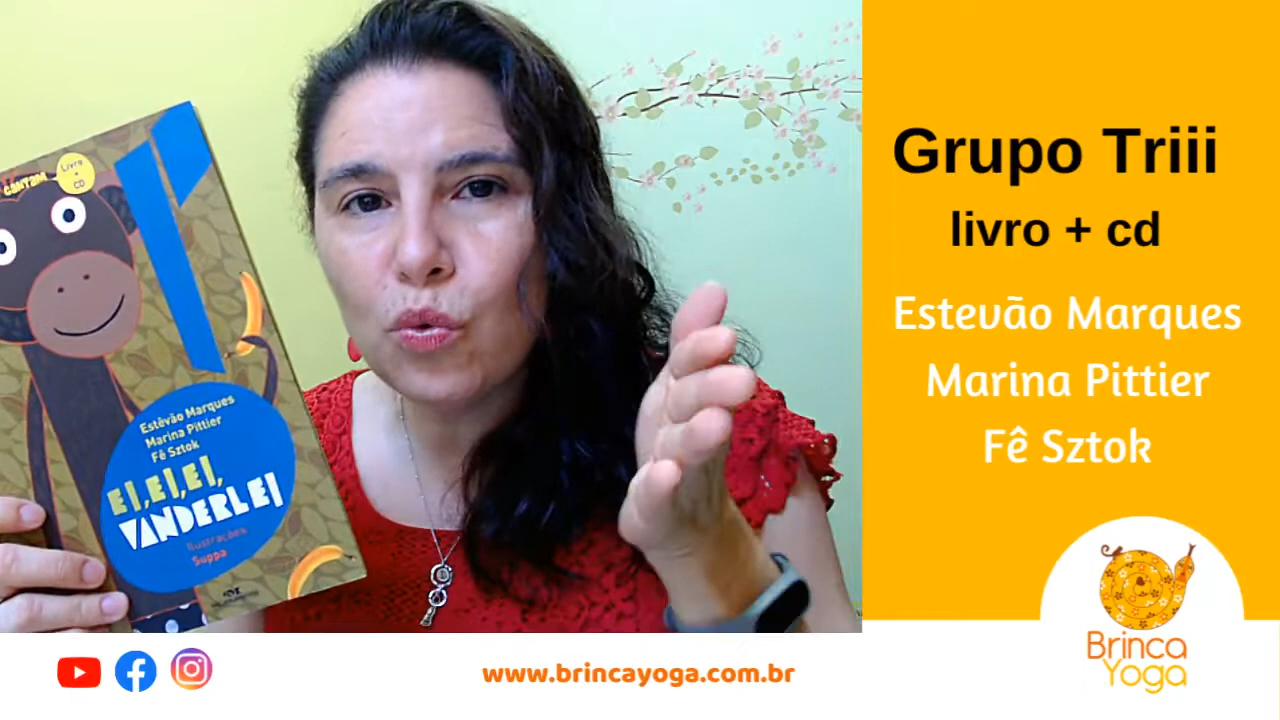 CANTAM
Livro
+
CD
Estêvão Marques
Marina Pittier
Fê Sztok
EI, EI, EI,
VANDERLEI
Ilustrações
Suppa
Grupo Triii
livro + cd
Estevão Marques
Marina Pittier
Fê Sztok
Brinca
Yoga
www.brincayoga.com.br